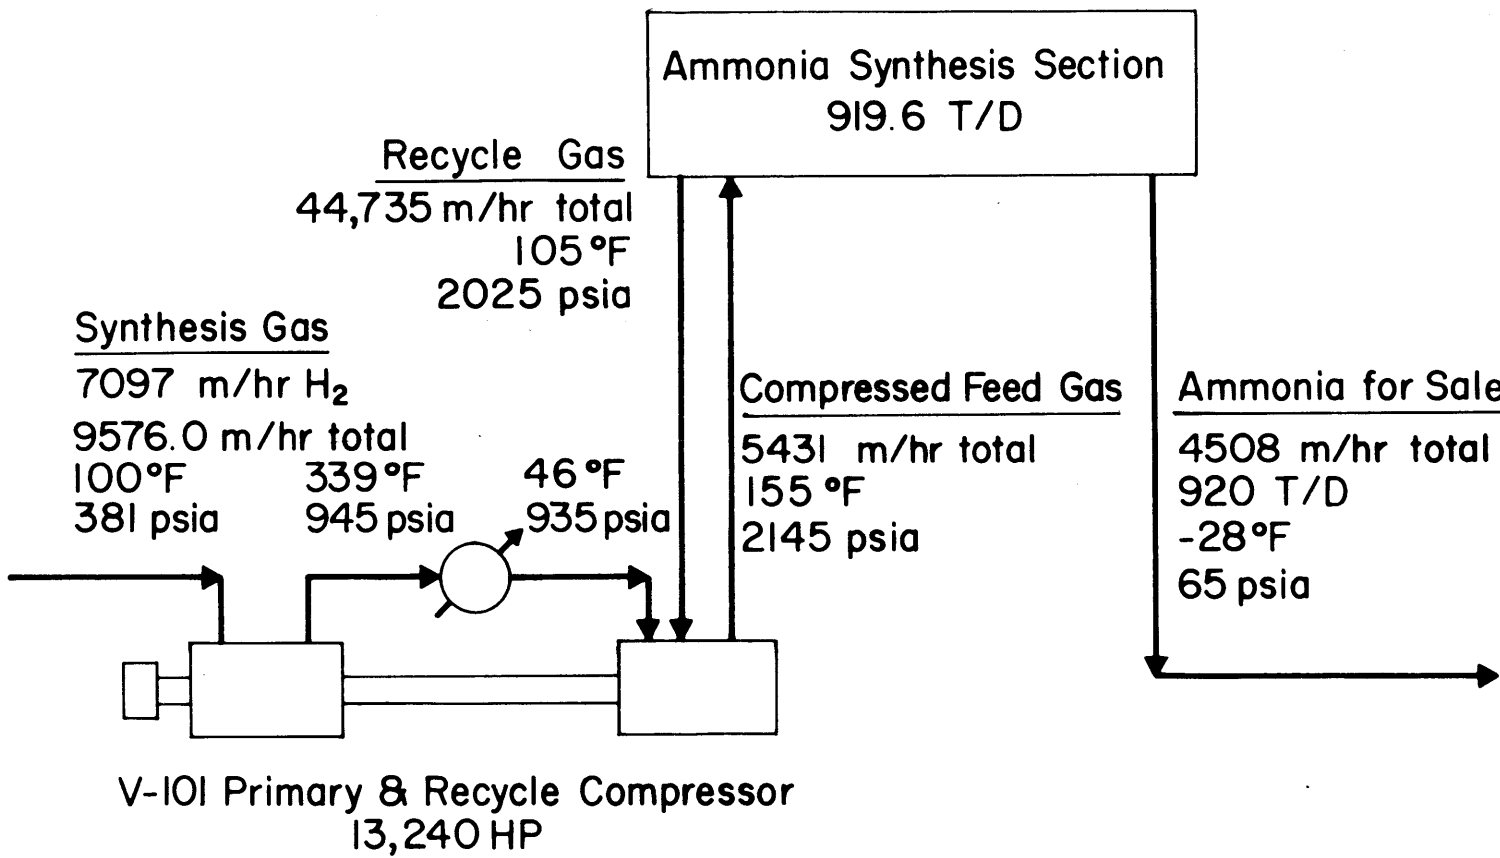 Ammonia Synthesis Section
919.6 T/D
Recycle Gas
44,735 m/hr total
105°F
2025 psia
Synthesis Gas
7097 m/hr H₂
9576.0 m/hr total
100°F 339°F 46°F
381 psia 945 psia 935 psia
Compressed Feed Gas
5431 m/hr total
155°F
2145 psia
Ammonia for Sale
4508 m/hr total
920 T/D
-28°F
65 psia
V-101 Primary & Recycle Compressor
13,240 HP